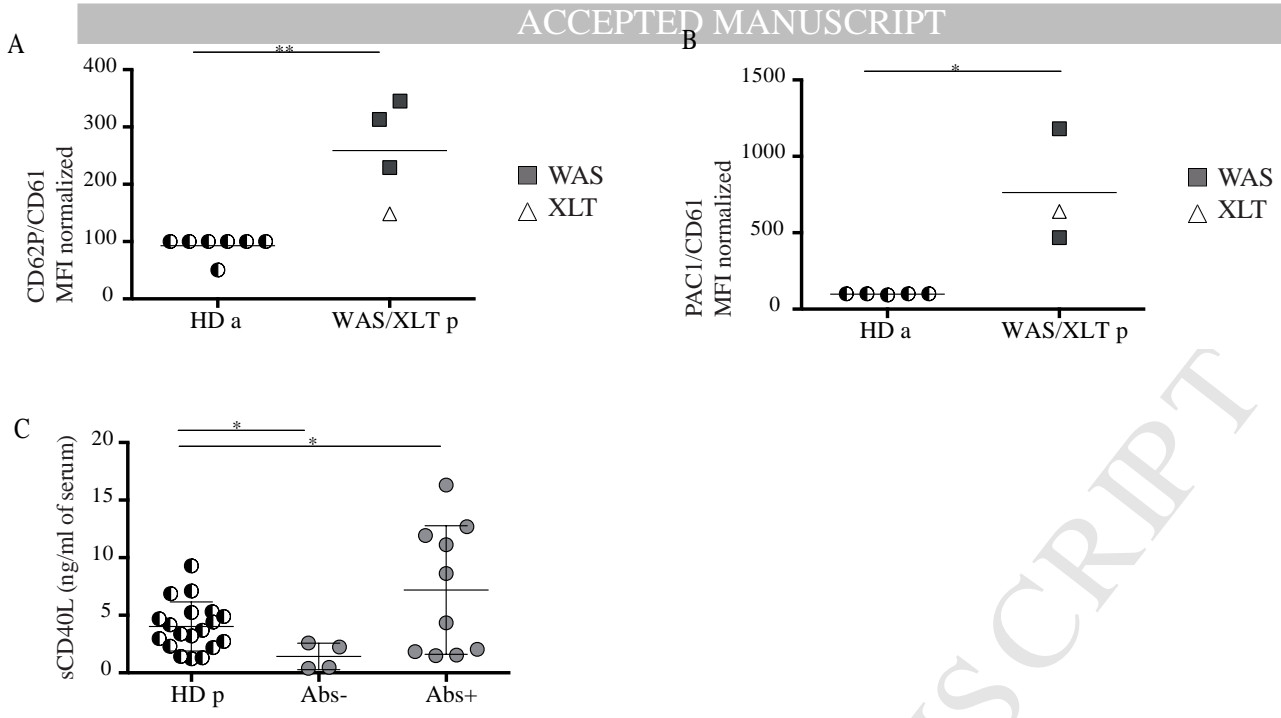 ACCEPTED MANUSCRIPT
A
**
400
300
200
100
0
CD62P/CD61
MFI normalized
HD a
WAS/XLT p
WAS
XLT
B
*
1500
1000
500
0
PAC1/CD61
MFI normalized
HD a
WAS/XLT p
WAS
XLT
C
*
*
20
15
10
5
0
sCD40L (ng/ml of serum)
HD p
Abs-
Abs+
SCRIPT